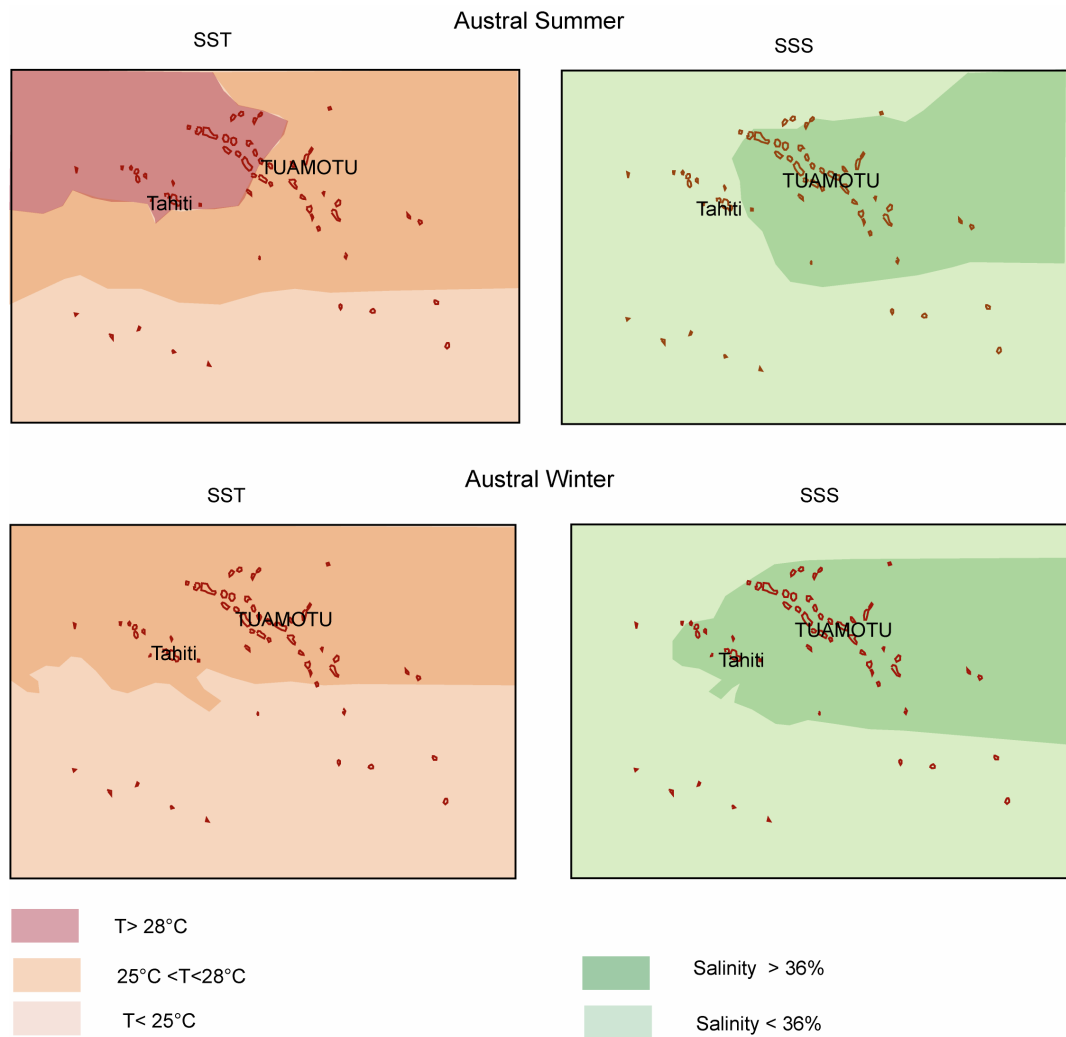 Austral Summer
SST
SSS
TUAMOTU
Tahiti
TUAMOTU
Tahiti
Austral Winter
SST
SSS
TUAMOTU
Tahiti
TUAMOTU
Tahiti
T> 28°C
25°C <T<28°C
T< 25°C
Salinity > 36%
Salinity < 36%